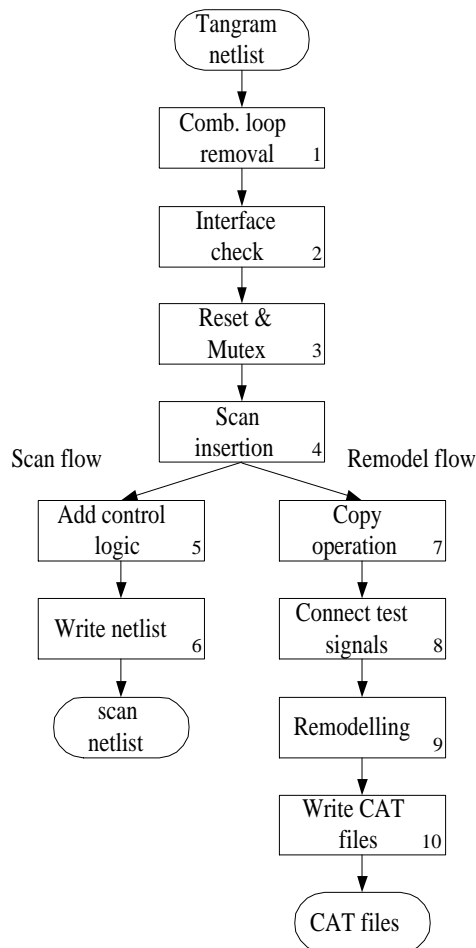 Tangram
netlist
Comb. loop
removal
1
Interface
check
2
Reset &
Mutex
3
Scan
insertion
4
Scan flow
Remodel flow
Add control
logic
5
Write netlist
6
scan
netlist
Copy
operation
7
Connect test
signals
8
Remodelling
9
Write CAT
files
10
CAT files